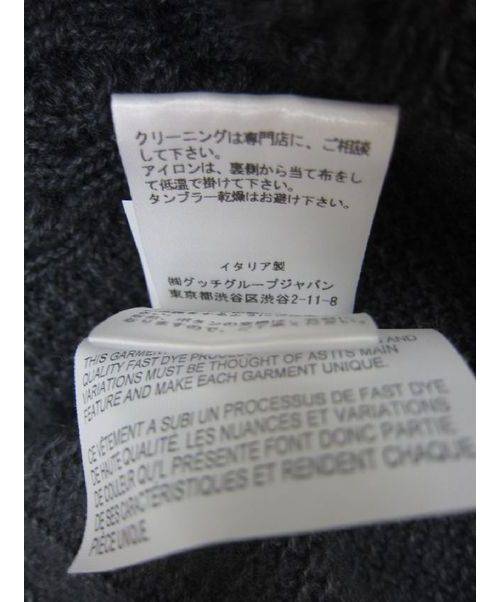 クリーニングは専門店に、ご相談
して下さい。
アイロンは、裏側から当て布をし
て低温で掛けて下さい。
タンブラー乾燥はお避け下さい。
イタリア製
㈱グッチグループジャパン
東京都渋谷区渋谷2-11-8
THIS GARMENT AND
QUALITY FAST DYE
VARIATIONS MUST BE THOUGHT OF AS ITS MAIN
FEATURE AND MAKE EACH GARMENT UNIQUE.
CE VÊTEMENT A SUBI UN PROCESSUS DE FAST DYE,
DE HAUTE QUALITÉ. LES NUANCES ET VARIATIONS
DE COULEUR QU'IL PRÉSENTE FONT DONC PARTIE
DE SES CARACTÉRISTIQUES ET RENDENT CHAQUE
PIÈCE UNIQUE.